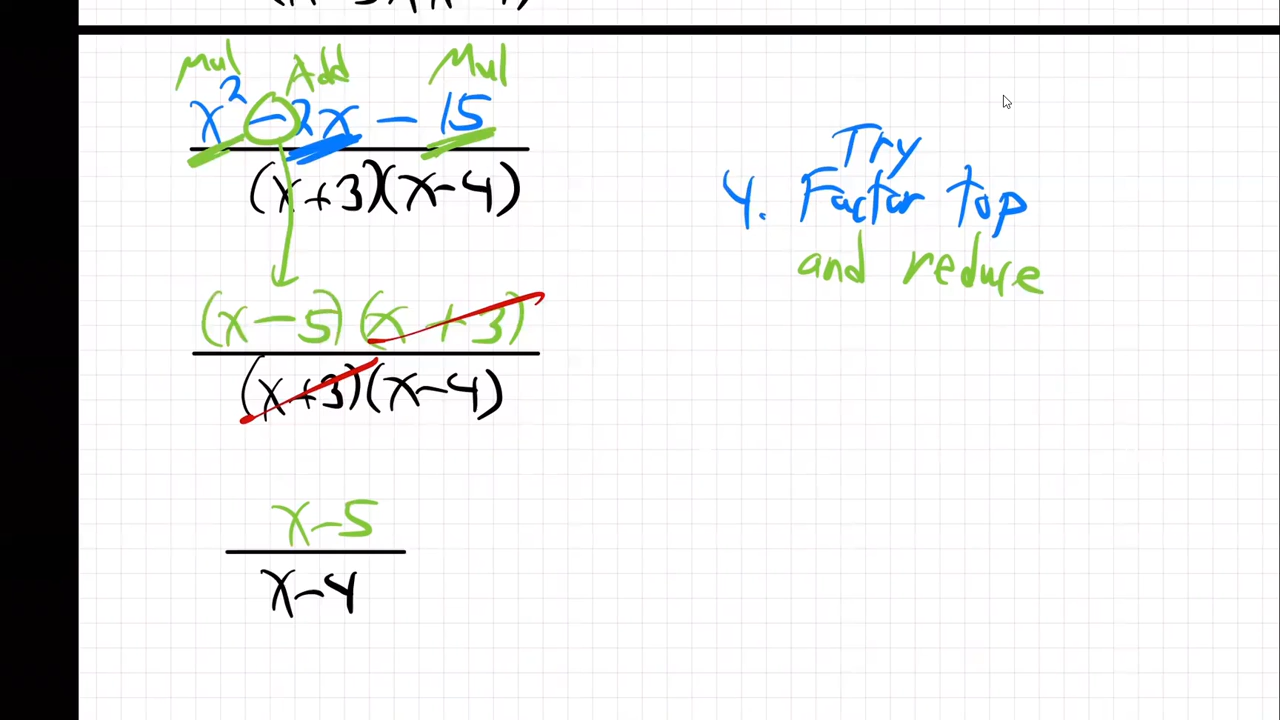 Mul Add Mul
x² - 2x - 15
(x+3)(x-4)
Try
4. Factor top
and reduce
(x-5)(x+3)
(x+3)(x-4)
x-5
x-4